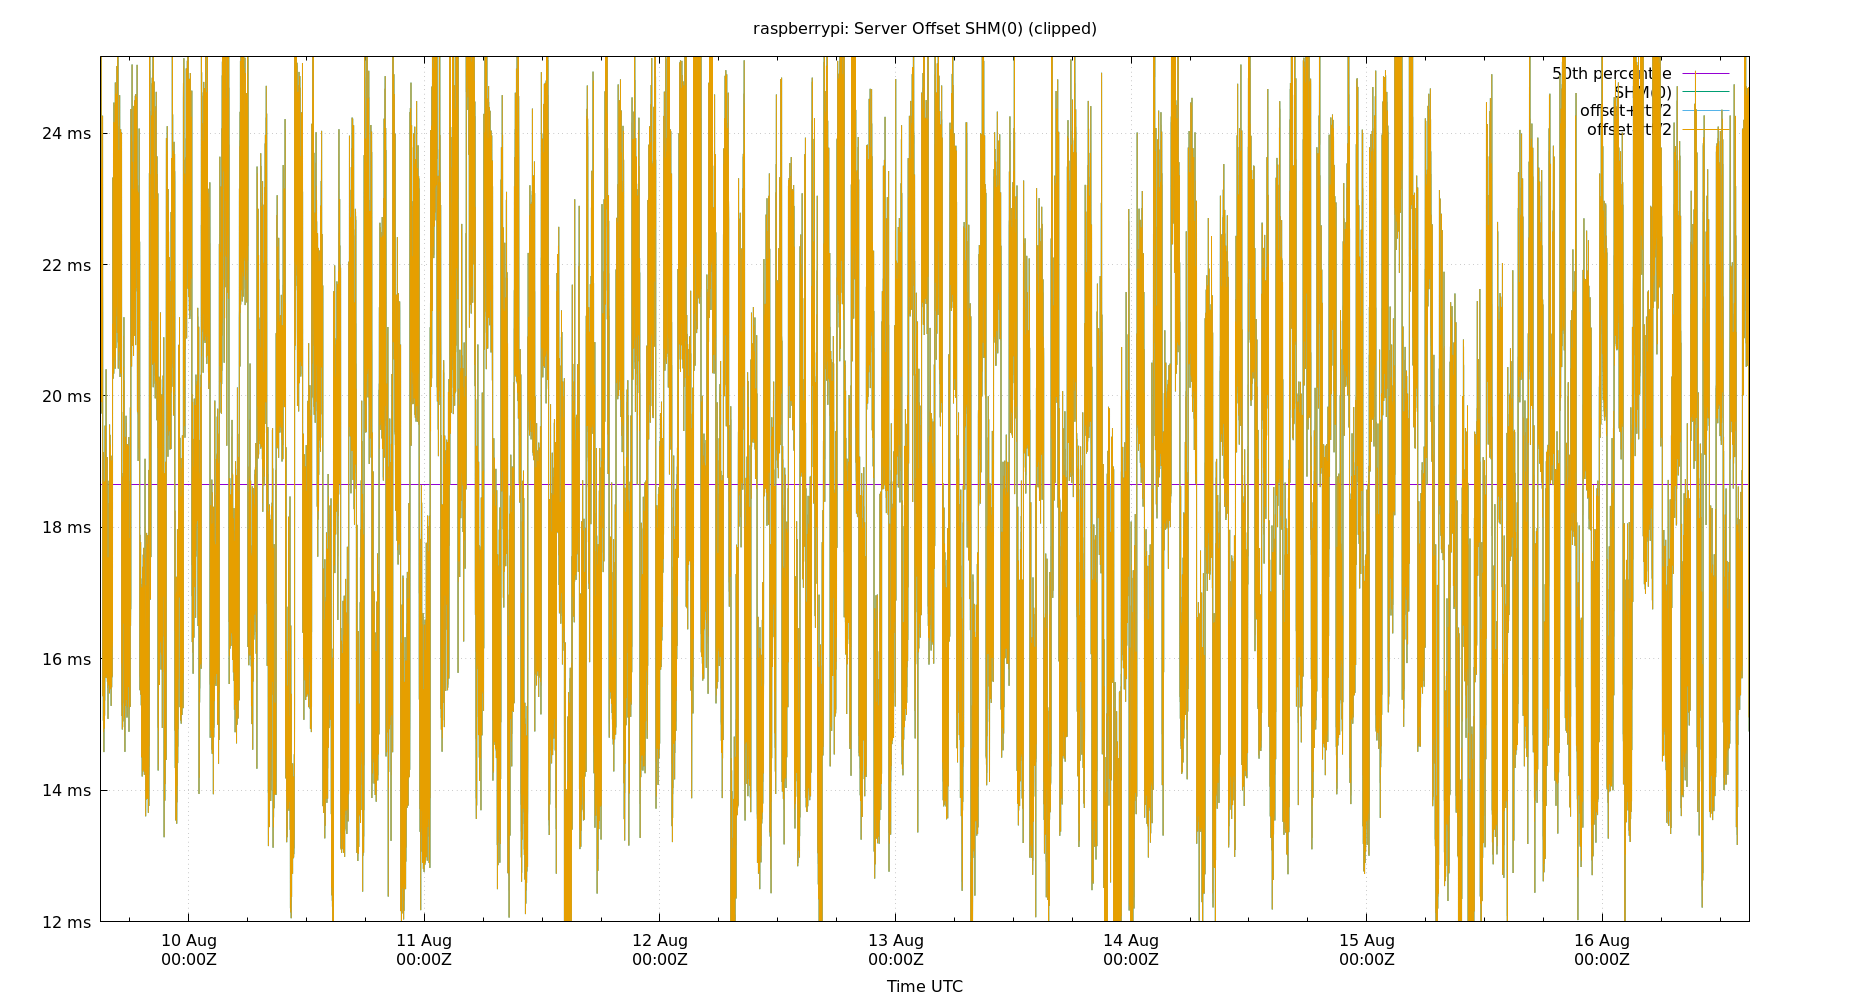 raspberrypi: Server Offset SHM(0) (clipped)
50th percentile
SHM(0)
offset+rtt/2
offset-rtt/2
24 ms
22 ms
20 ms
18 ms
16 ms
14 ms
12 ms
10 Aug 11 Aug 12 Aug 13 Aug 14 Aug 15 Aug 16 Aug
00:00Z 00:00Z 00:00Z 00:00Z 00:00Z 00:00Z 00:00Z
Time UTC